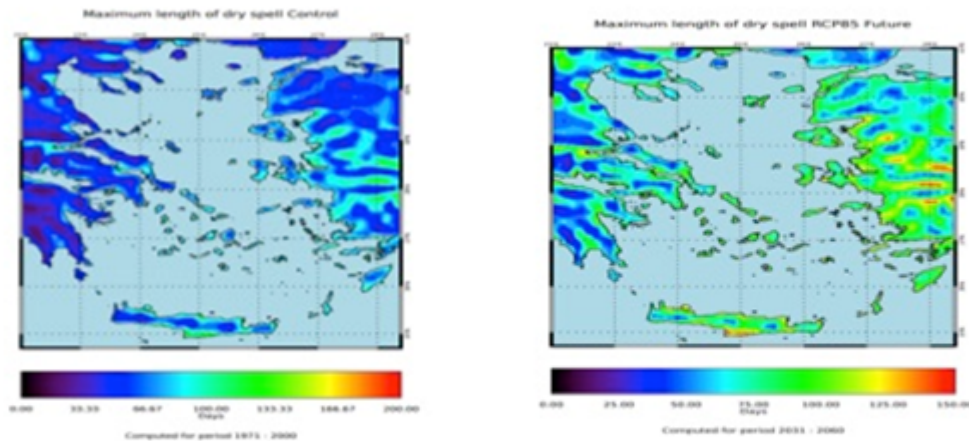 Maximum length of dry spell Control
0.00 33.33 66.67 100.00 133.33 166.67 200.00
Days
Computed for period 1971 : 2000
Maximum length of dry spell RCP85 Future
0.00 25.00 50.00 75.00 100.00 125.00 150.00
Days
Computed for period 2031 : 2060